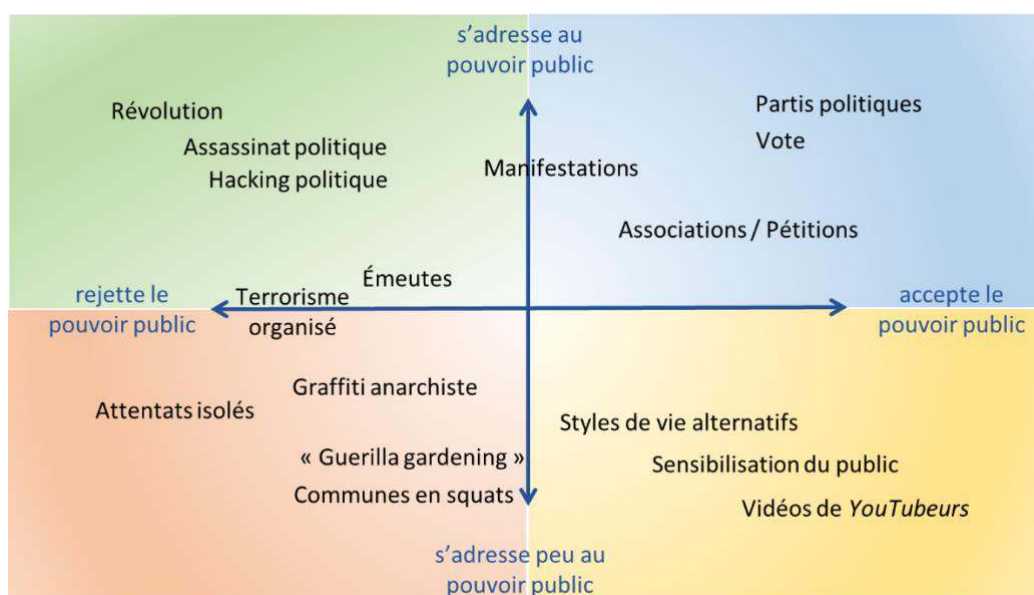 s’adresse au
pouvoir public
Révolution
Partis politiques
Assassinat politique
Vote
Hacking politique
Manifestations
Associations / Pétitions
Émeutes
rejette le
pouvoir public
Terrorisme
organisé
accepte le
pouvoir public
Graffiti anarchiste
Attentats isolés
Styles de vie alternatifs
« Guerilla gardening »
Sensibilisation du public
Communes en squats
Vidéos de YouTubeurs
s’adresse peu au
pouvoir public